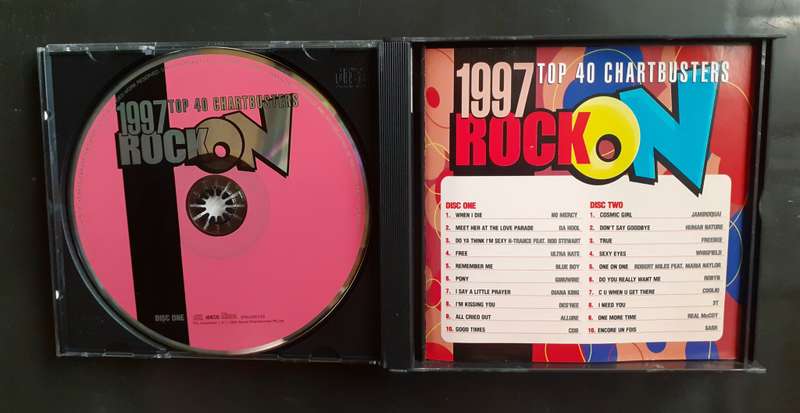 1997
TOP 40 CHARTBUSTERS
ROCK ON
DISC ONE
1997
TOP 40 CHARTBUSTERS
ROCK ON
DISC ONE
1. WHEN I DIE NO MERCY
2. MEET HER AT THE LOVE PARADE DA HOOL
3. DO YA THINK I'M SEXY N-TRANCE FEAT. ROD STEWART
4. FREE ULTRA NATE
5. REMEMBER ME BLUE BOY
6. PONY GINUWINE
7. I SAY A LITTLE PRAYER DIANA KING
8. I'M KISSING YOU DES'REE
9. ALL CRIED OUT ALLURE
10. GOOD TIMES CDB
DISC TWO
1. COSMIC GIRL JAMIROQUAI
2. DON'T SAY GOODBYE HUMAN NATURE
3. TRUE FREEBEE
4. SEXY EYES WHIGFIELD
5. ONE ON ONE ROBERT MILES FEAT. MARIA NAYLOR
6. DO YOU REALLY WANT ME ROBYN
7. C U WHEN U GET THERE COOLIO
8. I NEED YOU 3T
9. ONE MORE TIME REAL McCOY
10. ENCORE UN FOIS SASH